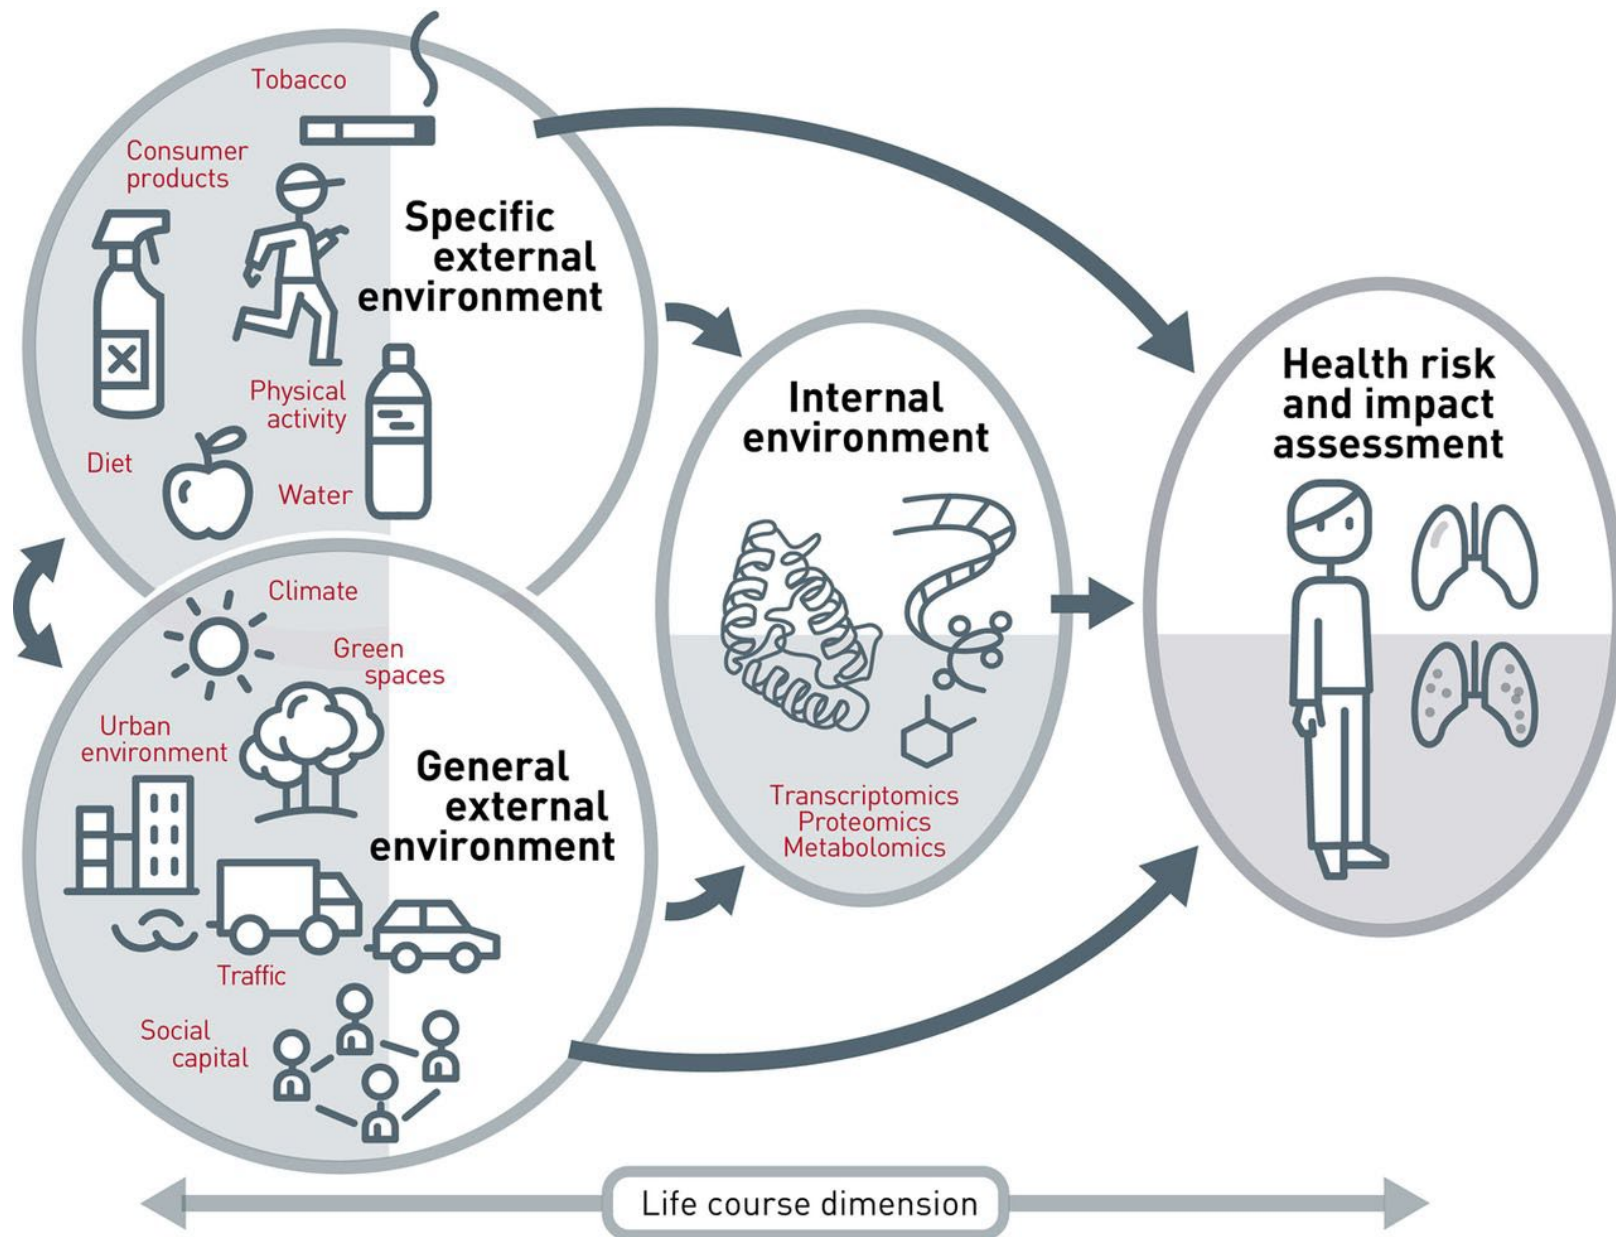 Tobacco
Consumer
products
Specific
external
environment
Physical
activity
Diet
Water
Climate
Green
spaces
Urban
environment
General
external
environment
Traffic
Social
capital
Internal
environment
Transcriptomics
Proteomics
Metabolomics
Health risk
and impact
assessment
Life course dimension